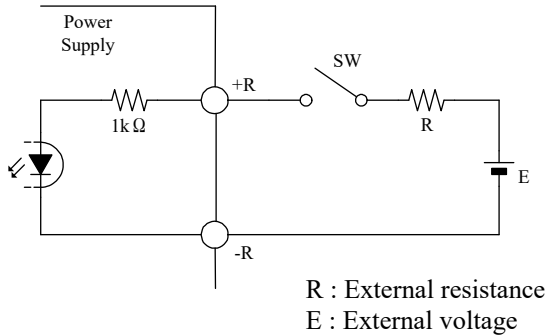 Power
Supply
SW
+R
1kΩ
R
E
-R
R : External resistance
E : External voltage